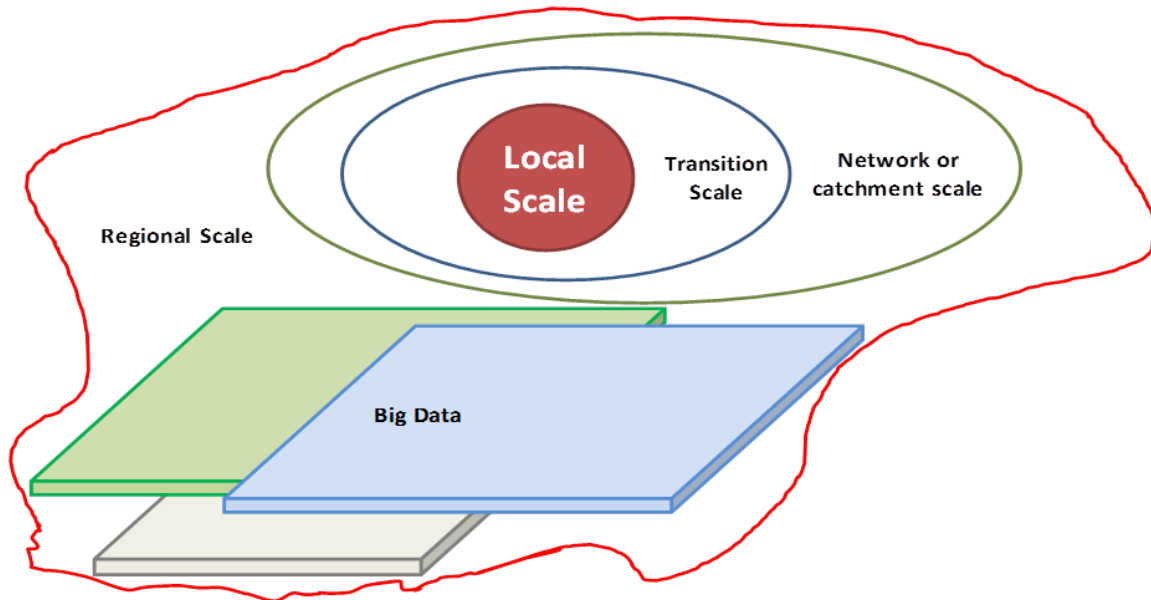 Local
Scale
Transition
Scale
Network or
catchment scale
Regional Scale
Big Data